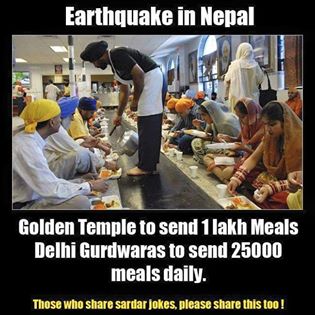 Earthquake in Nepal
Golden Temple to send 1 lakh Meals
Delhi Gurdwaras to send 25000
meals daily.
Those who share sardar jokes, please share this too !